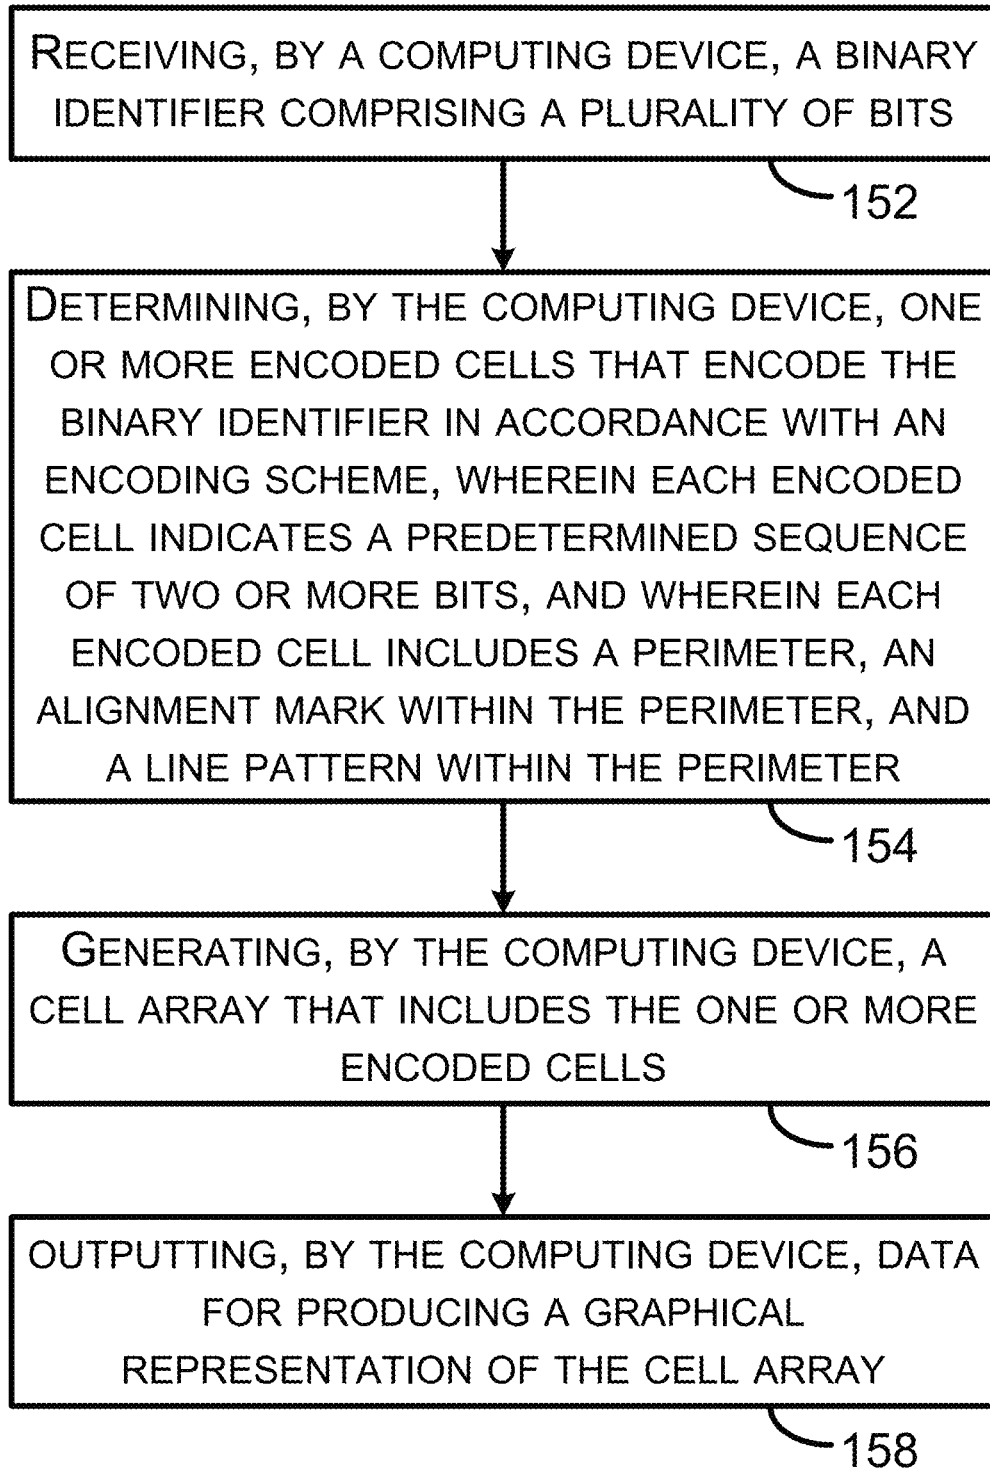 RECEIVING, BY A COMPUTING DEVICE, A BINARY
IDENTIFIER COMPRISING A PLURALITY OF BITS
152
DETERMINING, BY THE COMPUTING DEVICE, ONE
OR MORE ENCODED CELLS THAT ENCODE THE
BINARY IDENTIFIER IN ACCORDANCE WITH AN
ENCODING SCHEME, WHEREIN EACH ENCODED
CELL INDICATES A PREDETERMINED SEQUENCE
OF TWO OR MORE BITS, AND WHEREIN EACH
ENCODED CELL INCLUDES A PERIMETER, AN
ALIGNMENT MARK WITHIN THE PERIMETER, AND
A LINE PATTERN WITHIN THE PERIMETER
154
GENERATING, BY THE COMPUTING DEVICE, A
CELL ARRAY THAT INCLUDES THE ONE OR MORE
ENCODED CELLS
156
OUTPUTTING, BY THE COMPUTING DEVICE, DATA
FOR PRODUCING A GRAPHICAL
REPRESENTATION OF THE CELL ARRAY
158